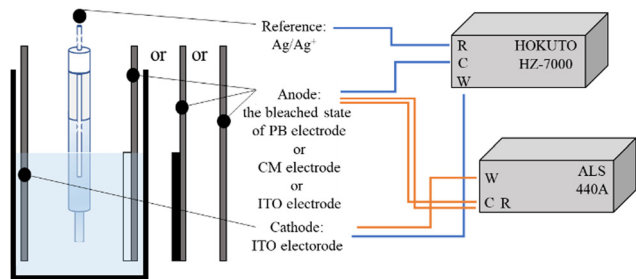 Reference:
Ag/Ag⁺
or or
Anode:
the bleached state
of PB electrode
or
CM electrode
or
ITO electrode
Cathode:
ITO electorode
R
C
W
HOKUTO
HZ-7000
W
C R
ALS
440A